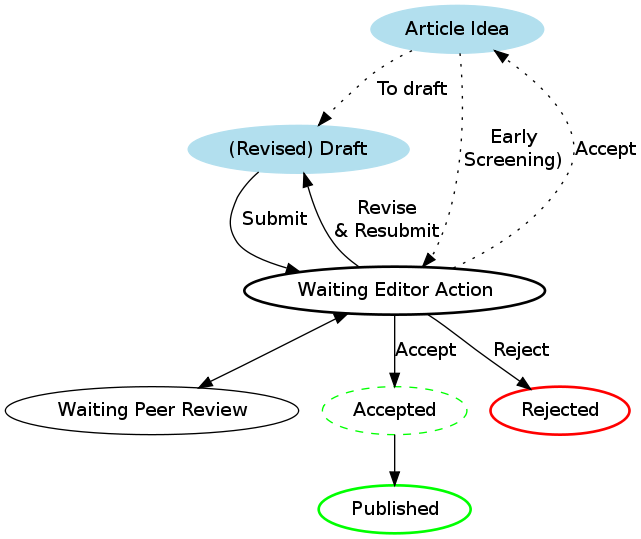 Article Idea
To draft
Early
Screening)
Accept
(Revised) Draft
Submit
Revise
& Resubmit
Waiting Editor Action
Accept
Reject
Waiting Peer Review
Accepted
Rejected
Published